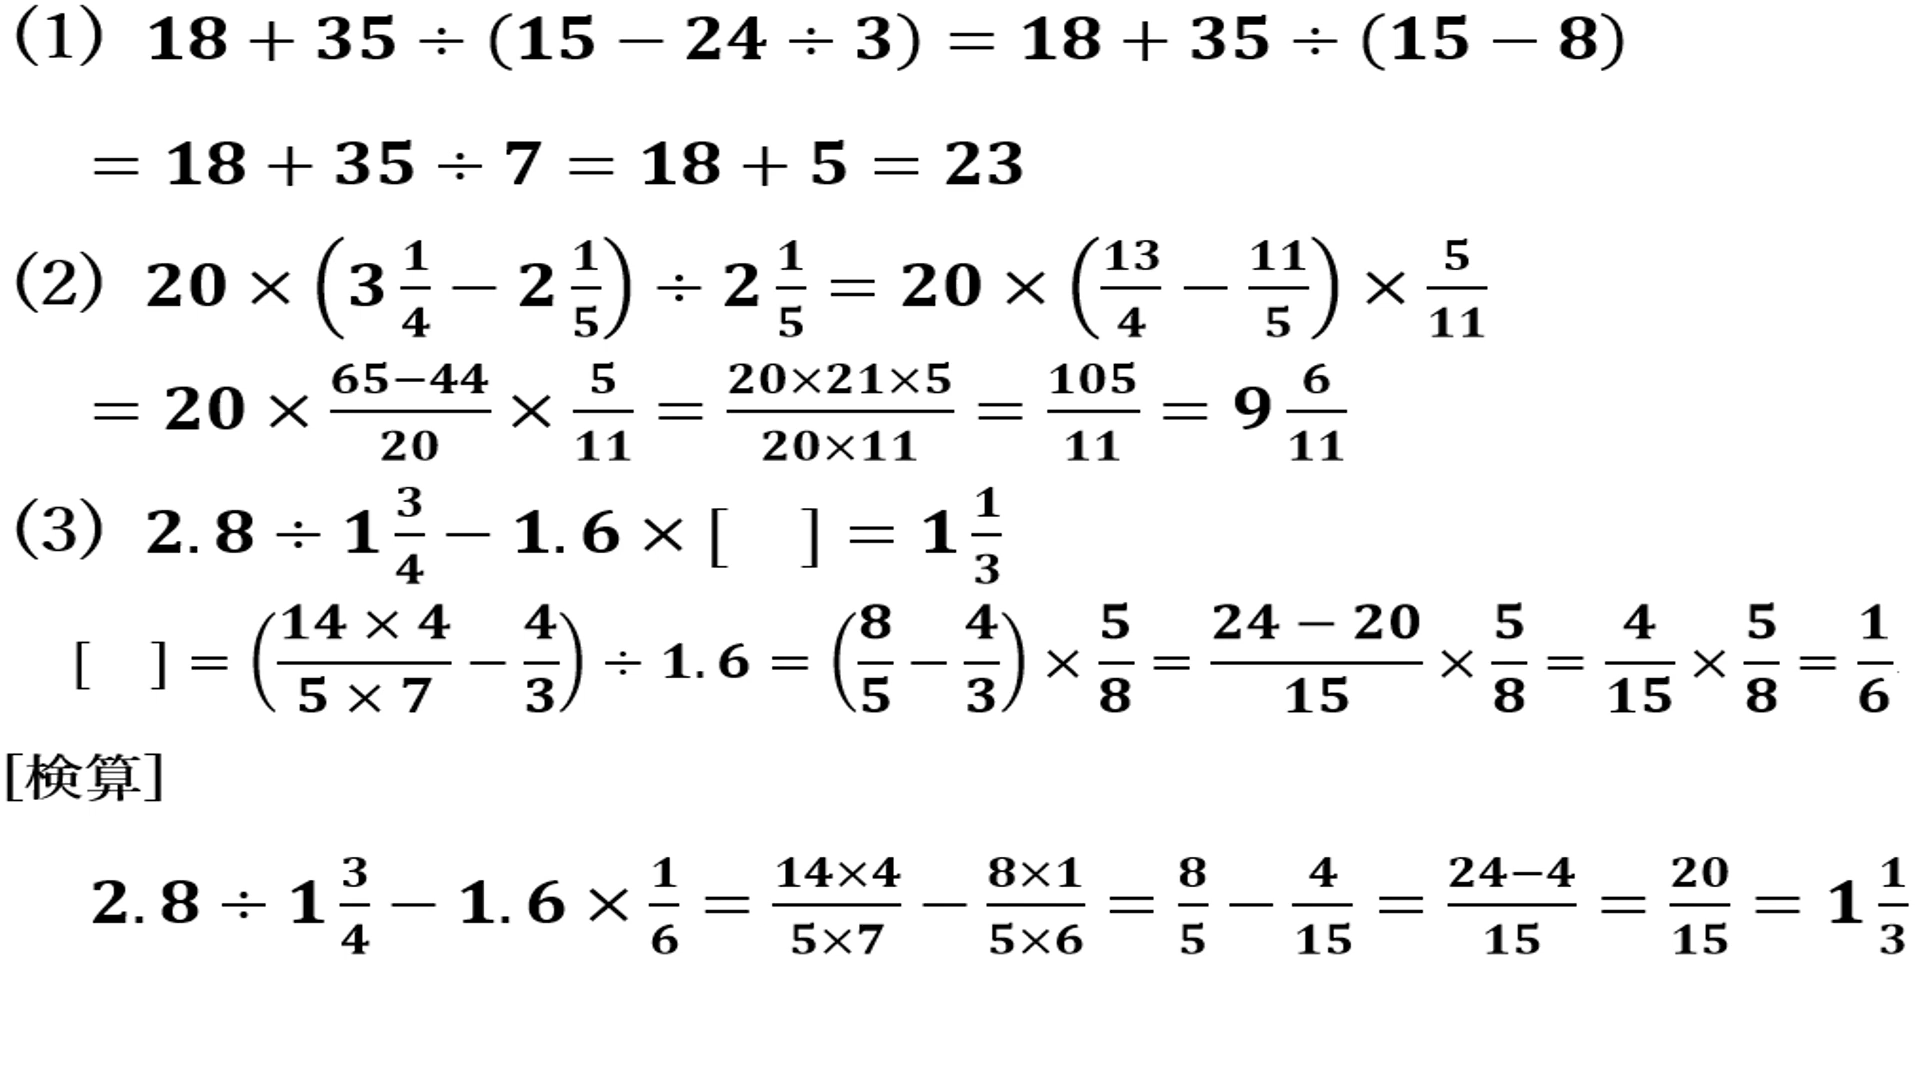 (1) 18 + 35 ÷ (15 − 24 ÷ 3) = 18 + 35 ÷ (15 − 8)
= 18 + 35 ÷ 7 = 18 + 5 = 23
(2) 20 × (3 1/4 − 2 1/5) ÷ 2 1/5 = 20 × (13/4 − 11/5) × 5/11
= 20 × (65−44)/20 × 5/11 = (20×21×5)/(20×11) = 105/11 = 9 6/11
(3) 2.8 ÷ 1 3/4 − 1.6 × [ ] = 1 1/3
[ ] = ((14 × 4)/(5 × 7) − 4/3) ÷ 1.6 = (8/5 − 4/3) × 5/8 = (24 − 20)/15 × 5/8 = 4/15 × 5/8 = 1/6
[検算]
2.8 ÷ 1 3/4 − 1.6 × 1/6 = (14×4)/(5×7) − (8×1)/(5×6) = 8/5 − 4/15 = (24−4)/15 = 20/15 = 1 1/3